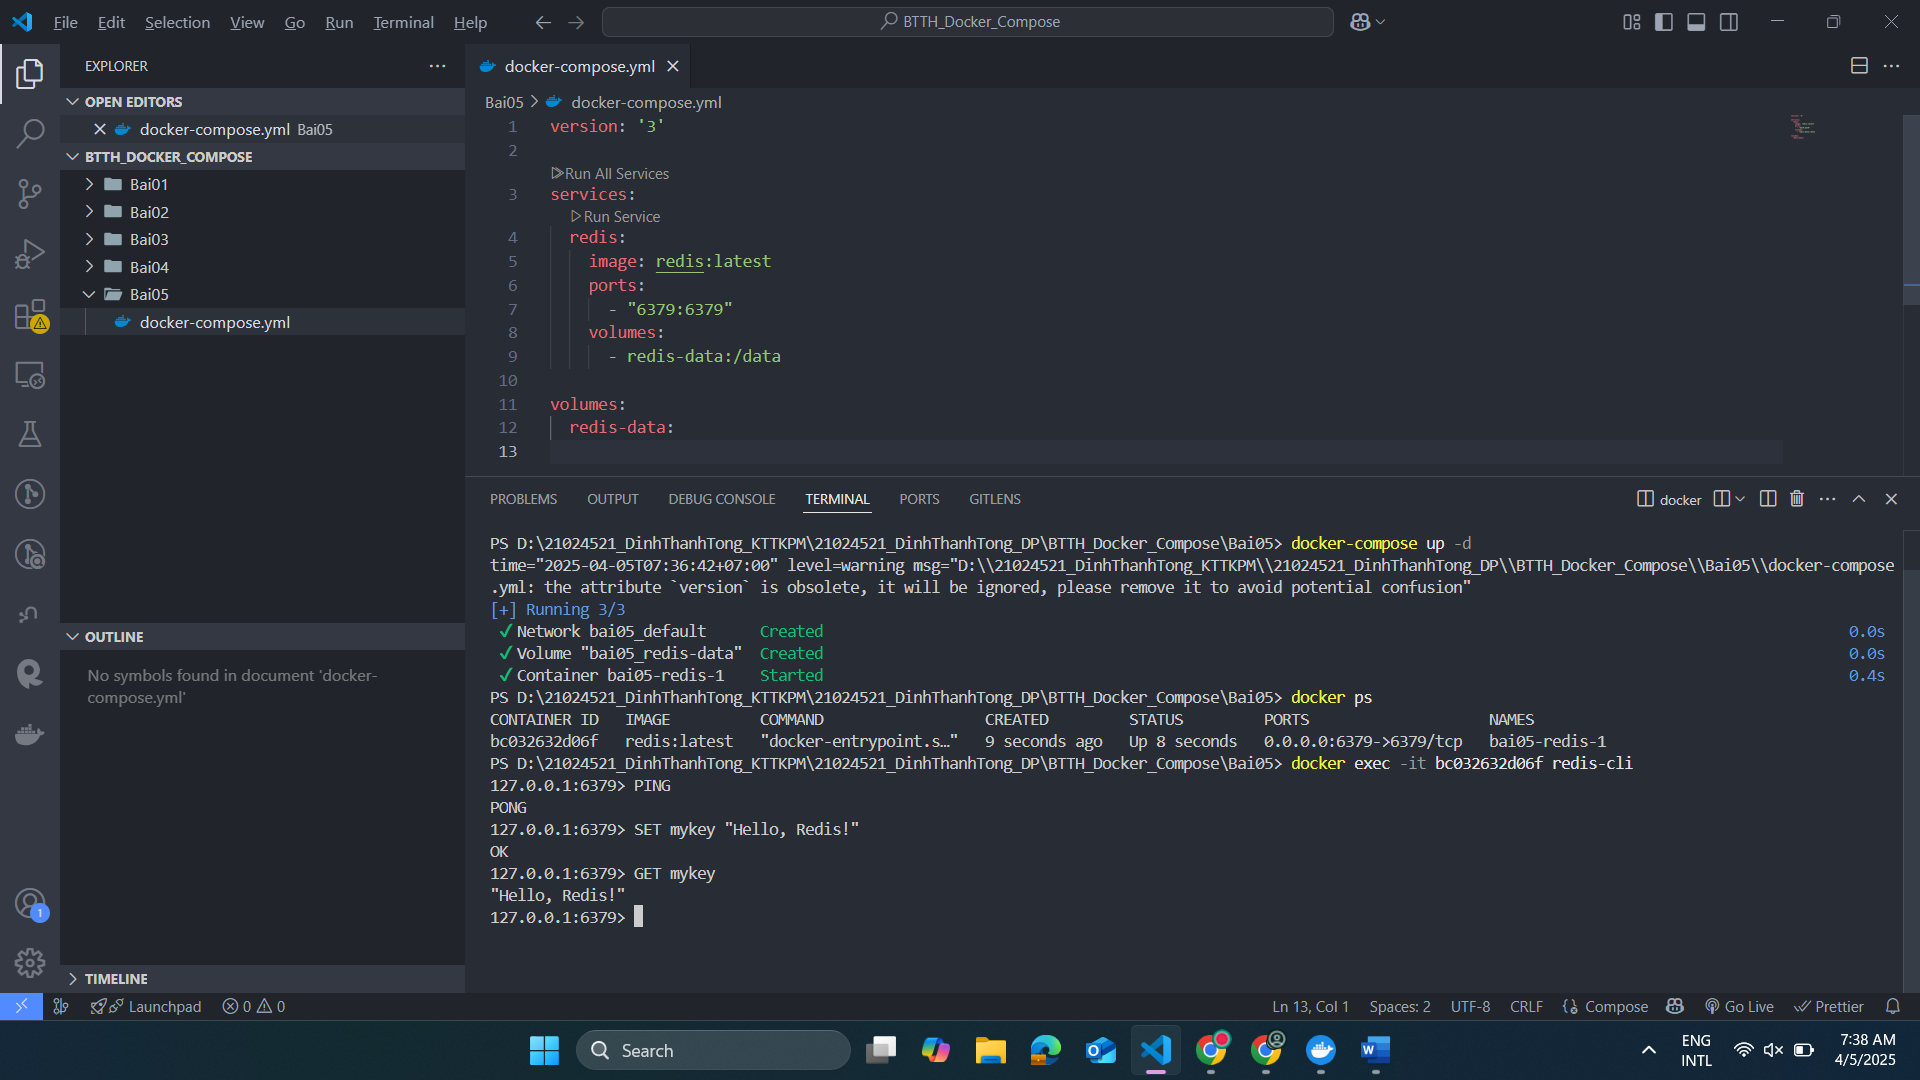 File Edit Selection View Go Run Terminal Help
BTTH_Docker_Compose
EXPLORER
OPEN EDITORS
docker-compose.yml Bai05
BTTH_DOCKER_COMPOSE
Bai01
Bai02
Bai03
Bai04
Bai05
docker-compose.yml
OUTLINE
No symbols found in document 'docker-
compose.yml'
TIMELINE
docker-compose.yml
Bai05 > docker-compose.yml
1 version: '3'
2
Run All Services
3 services:
Run Service
4 redis:
5 image: redis:latest
6 ports:
7 - "6379:6379"
8 volumes:
9 - redis-data:/data
10
11 volumes:
12 redis-data:
13
PROBLEMS OUTPUT DEBUG CONSOLE TERMINAL PORTS GITLENS
docker
PS D:\21024521_DinhThanhTong_KTTKPM\21024521_DinhThanhTong_DP\BTTH_Docker_Compose\Bai05> docker-compose up -d
time="2025-04-05T07:36:42+07:00" level=warning msg="D:\\21024521_DinhThanhTong_KTTKPM\\21024521_DinhThanhTong_DP\\BTTH_Docker_Compose\\Bai05\\docker-compose
.yml: the attribute `version` is obsolete, it will be ignored, please remove it to avoid potential confusion"
[+] Running 3/3
✓ Network bai05_default Created 0.0s
✓ Volume "bai05_redis-data" Created 0.0s
✓ Container bai05-redis-1 Started 0.4s
PS D:\21024521_DinhThanhTong_KTTKPM\21024521_DinhThanhTong_DP\BTTH_Docker_Compose\Bai05> docker ps
CONTAINER ID IMAGE COMMAND CREATED STATUS PORTS NAMES
bc032632d06f redis:latest "docker-entrypoint.s…" 9 seconds ago Up 8 seconds 0.0.0.0:6379->6379/tcp bai05-redis-1
PS D:\21024521_DinhThanhTong_KTTKPM\21024521_DinhThanhTong_DP\BTTH_Docker_Compose\Bai05> docker exec -it bc032632d06f redis-cli
127.0.0.1:6379> PING
PONG
127.0.0.1:6379> SET mykey "Hello, Redis!"
OK
127.0.0.1:6379> GET mykey
"Hello, Redis!"
127.0.0.1:6379>
1
Launchpad 0 0
Ln 13, Col 1 Spaces: 2 UTF-8 CRLF Compose Go Live Prettier
Search
ENG
INTL
7:38 AM
4/5/2025